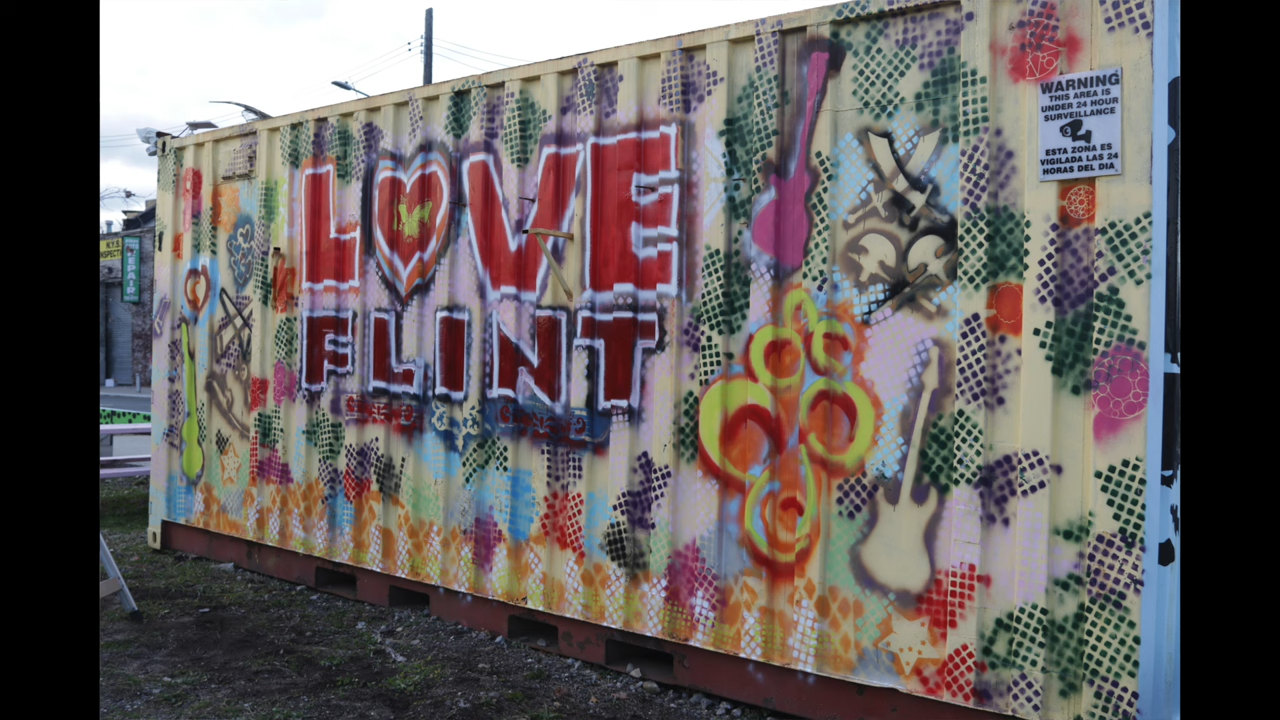 LOVE
FLINT
WARNING
THIS AREA IS
UNDER 24 HOUR
SURVEILLANCE
ESTA ZONA ES
VIGILADA LAS 24
HORAS DEL DIA
N.Y.S.
REPAIR